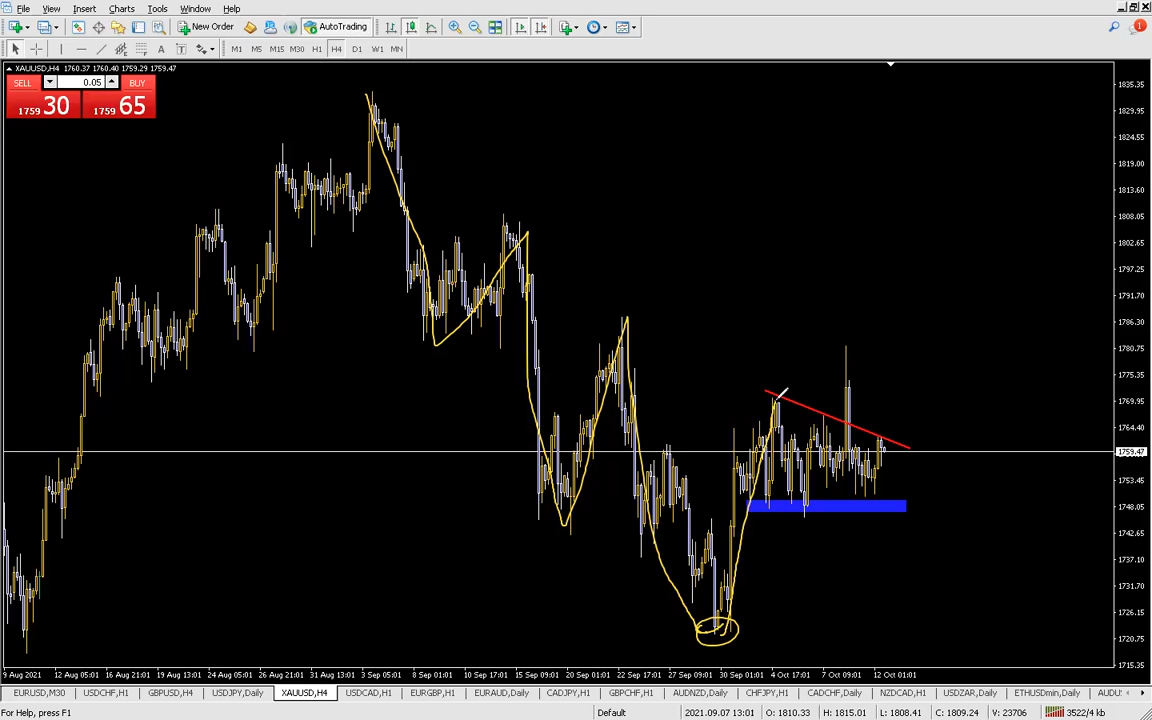 File View Insert Charts Tools Window Help
New Order AutoTrading
M1 M5 M15 M30 H1 H4 D1 W1 MN
XAUUSD,H4 1760.37 1760.40 1759.29 1759.47
SELL 0.05 BUY
1759 30 1759 65
1835.35
1829.95
1824.55
1819.00
1813.60
1808.05
1802.65
1797.25
1791.70
1786.30
1780.75
1775.35
1769.95
1764.40
1759.47
1753.45
1748.05
1742.65
1737.10
1731.70
1726.15
1720.75
1715.35
9 Aug 2021 12 Aug 05:01 16 Aug 21:01 19 Aug 13:01 24 Aug 05:01 26 Aug 21:01 31 Aug 13:01 3 Sep 05:01 8 Sep 01:01 10 Sep 17:01 15 Sep 09:01 20 Sep 01:01 22 Sep 17:01 27 Sep 09:01 30 Sep 01:01 4 Oct 17:01 7 Oct 09:01 12 Oct 01:01
EURUSD,M30 USDCHF,H1 GBPUSD,H4 USDJPY,Daily XAUUSD,H4 USDCAD,H1 EURGBP,H1 EURAUD,Daily CADJPY,H1 GBPCHF,H1 AUDNZD,Daily CHFJPY,H1 CADCHF,Daily NZDCAD,H1 USDZAR,Daily ETHUSDmin,Daily AUDU
For Help, press F1 Default 2021.09.07 13:01 O: 1810.33 H: 1815.01 L: 1808.41 C: 1809.24 V: 23706 3522/4 kb